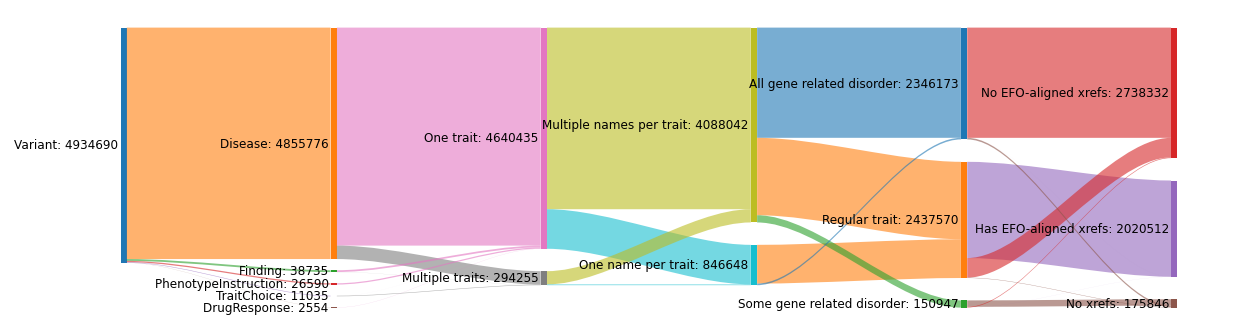 Variant: 4934690
Disease: 4855776
Finding: 38735
PhenotypeInstruction: 26590
TraitChoice: 11035
DrugResponse: 2554
One trait: 4640435
Multiple traits: 294255
Multiple names per trait: 4088042
One name per trait: 846648
All gene related disorder: 2346173
Regular trait: 2437570
Some gene related disorder: 150947
No EFO-aligned xrefs: 2738332
Has EFO-aligned xrefs: 2020512
No xrefs: 175846